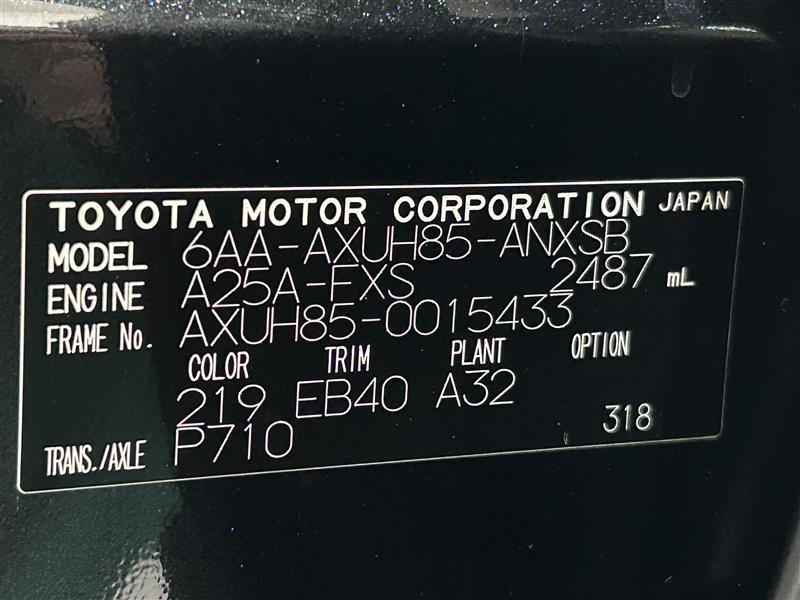 TOYOTA MOTOR CORPORATION JAPAN
MODEL 6AA-AXUH85-ANXSB
ENGINE A25A-FXS 2487 mL
FRAME No. AXUH85-0015433
COLOR TRIM PLANT OPTION
219 EB40 A32
TRANS./AXLE P710 318